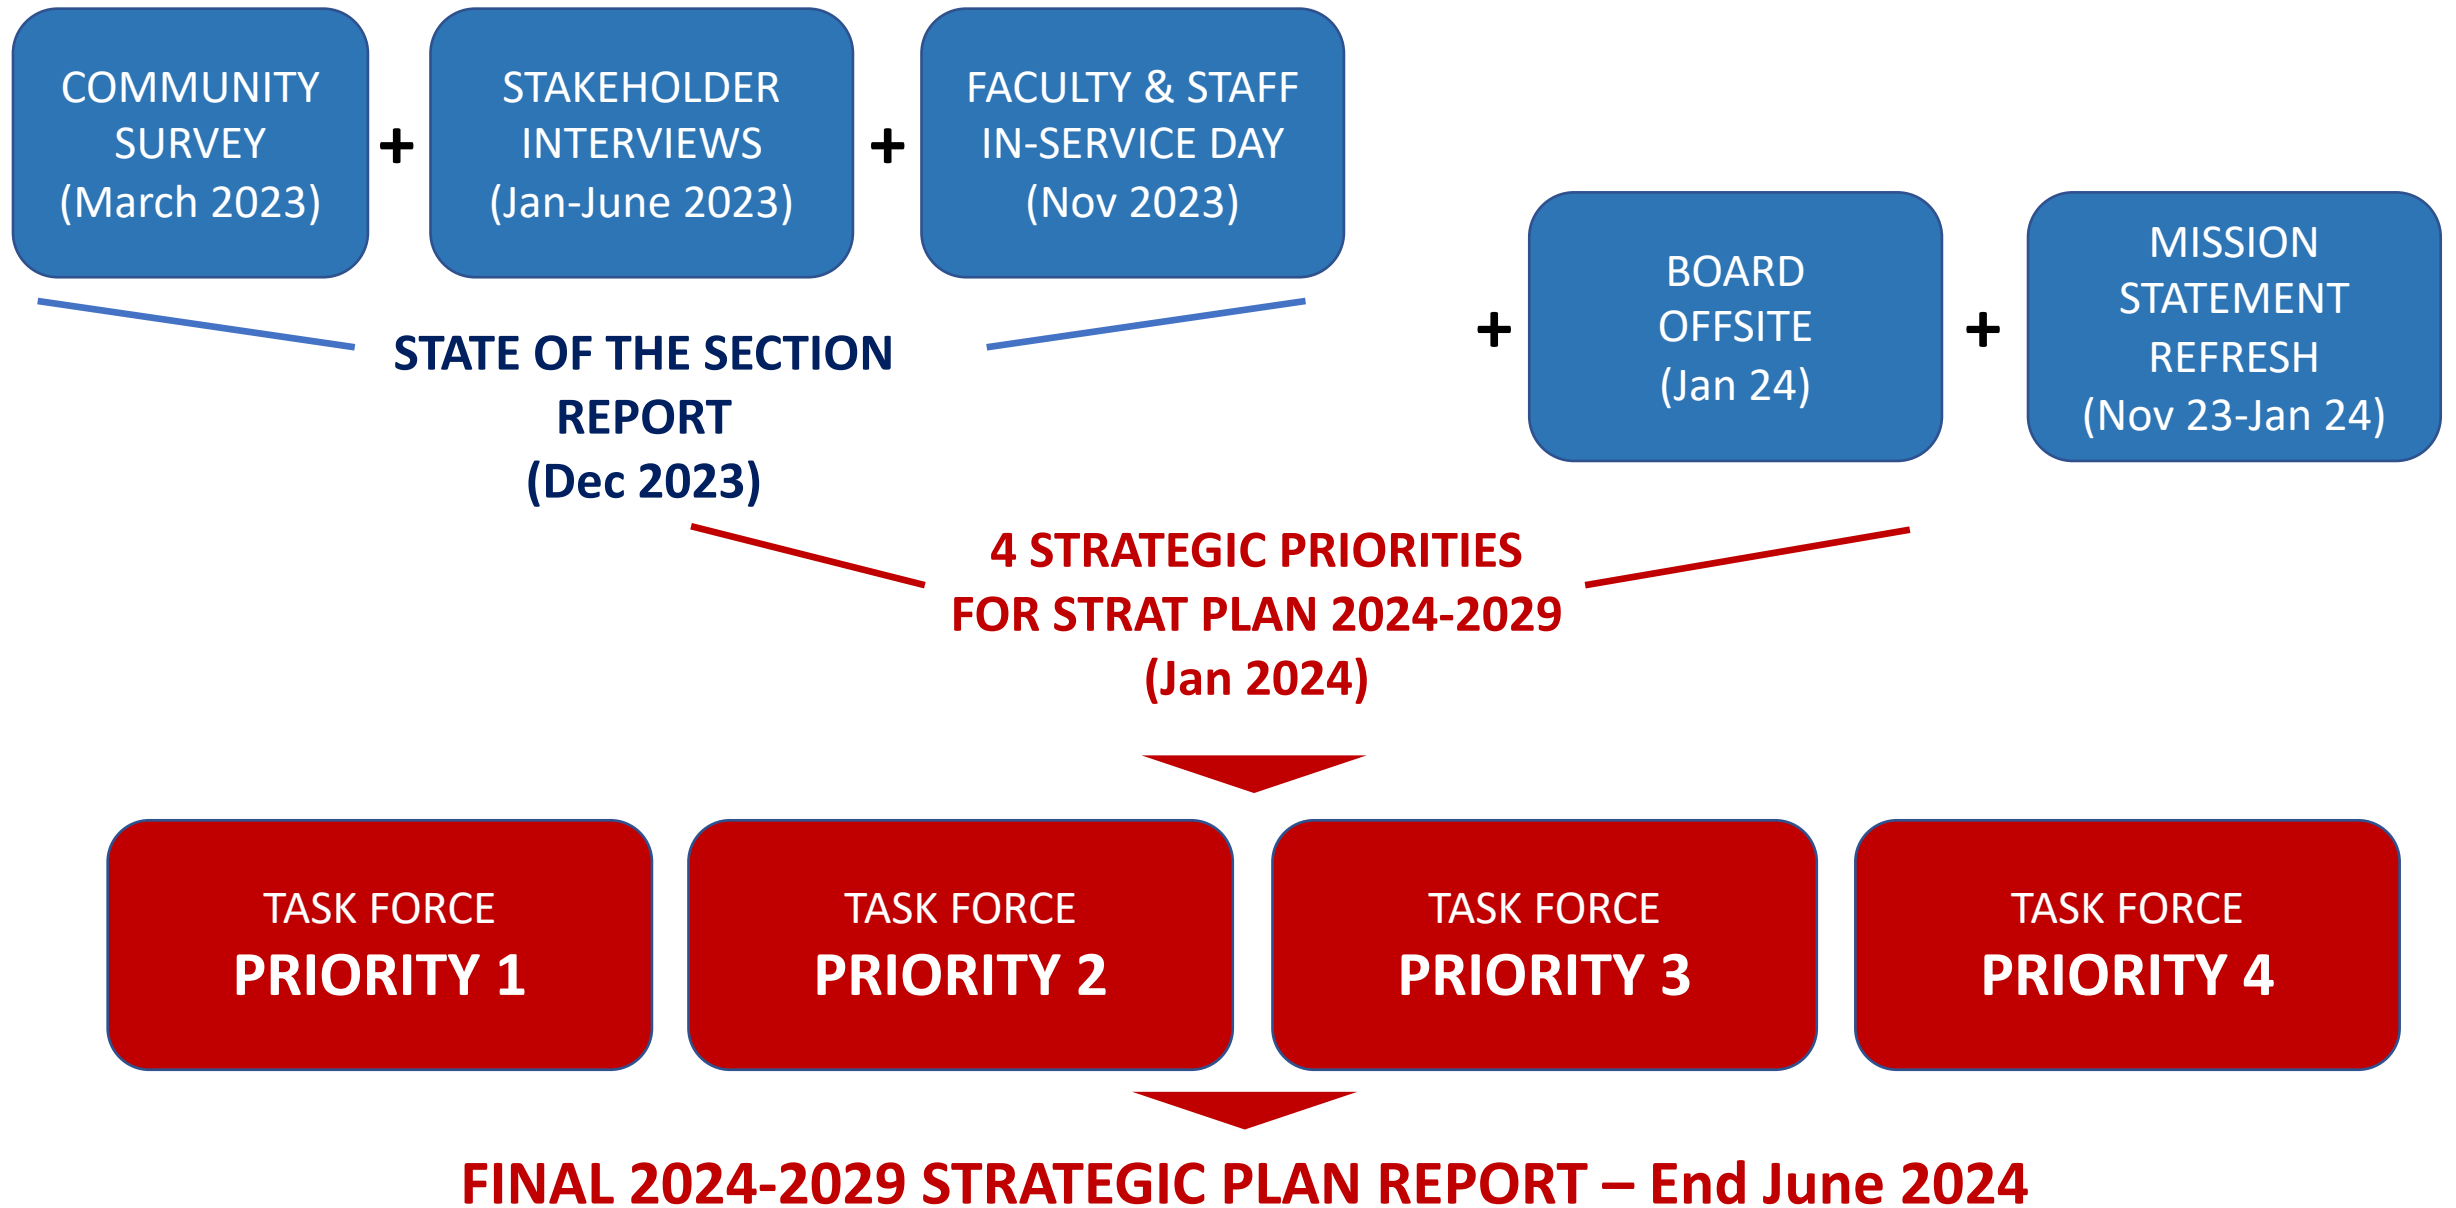 COMMUNITY
SURVEY
(March 2023)
+
STAKEHOLDER
INTERVIEWS
(Jan-June 2023)
+
FACULTY & STAFF
IN-SERVICE DAY
(Nov 2023)
STATE OF THE SECTION
REPORT
(Dec 2023)
+
BOARD
OFFSITE
(Jan 24)
+
MISSION
STATEMENT
REFRESH
(Nov 23-Jan 24)
4 STRATEGIC PRIORITIES
FOR STRAT PLAN 2024-2029
(Jan 2024)
TASK FORCE
PRIORITY 1
TASK FORCE
PRIORITY 2
TASK FORCE
PRIORITY 3
TASK FORCE
PRIORITY 4
FINAL 2024-2029 STRATEGIC PLAN REPORT – End June 2024